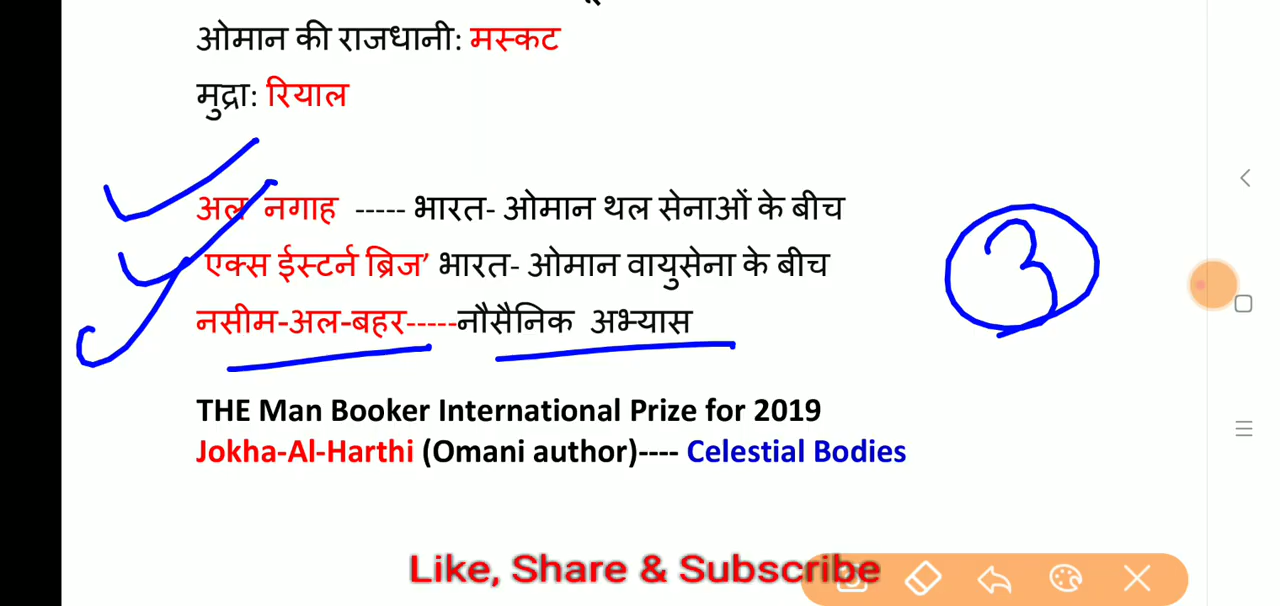 ओमान की राजधानी: मस्कट
मुद्रा: रियाल
अल नगाह ----- भारत- ओमान थल सेनाओं के बीच
एक्स ईस्टर्न ब्रिज’ भारत- ओमान वायुसेना के बीच
नसीम-अल-बहर-----नौसैनिक अभ्यास
3
THE Man Booker International Prize for 2019
Jokha-Al-Harthi (Omani author)---- Celestial Bodies
Like, Share & Subscribe